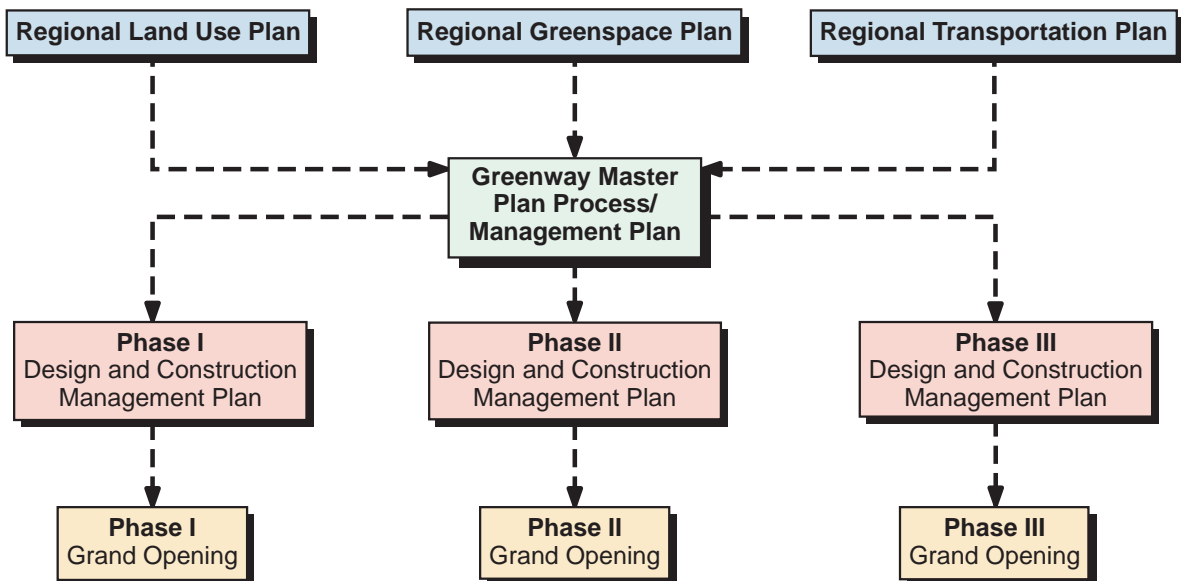 Regional Land Use Plan
Regional Greenspace Plan
Regional Transportation Plan
Greenway Master
Plan Process/
Management Plan
Phase I
Design and Construction
Management Plan
Phase II
Design and Construction
Management Plan
Phase III
Design and Construction
Management Plan
Phase I
Grand Opening
Phase II
Grand Opening
Phase III
Grand Opening